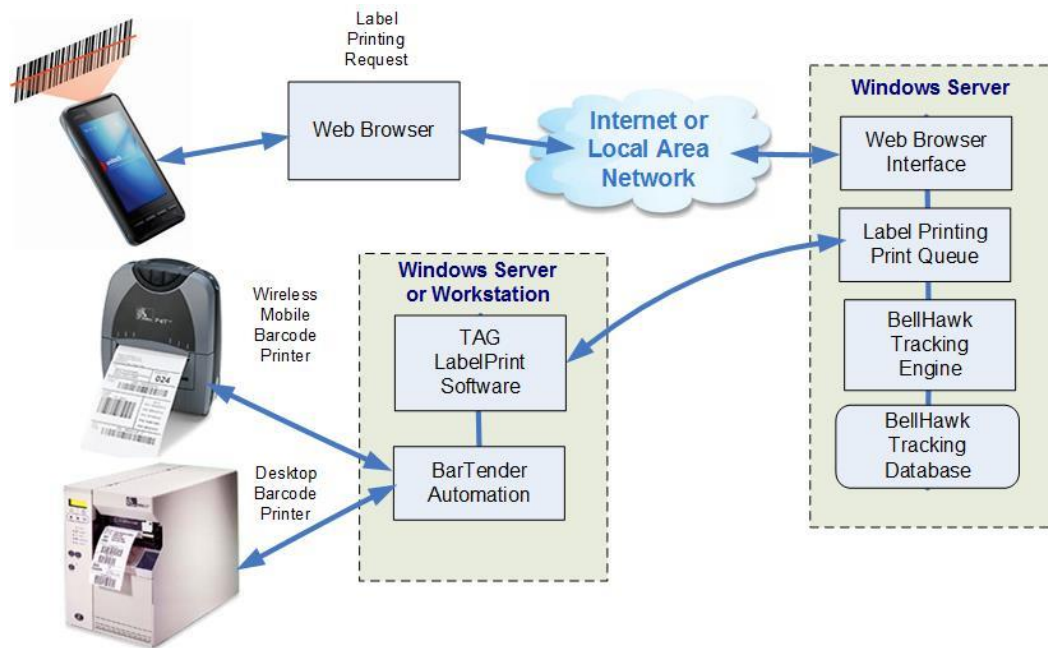 Label
Printing
Request
Web Browser
Internet or
Local Area
Network
Windows Server
Web Browser
Interface
Label Printing
Print Queue
BellHawk
Tracking
Engine
BellHawk
Tracking
Database
Windows Server
or Workstation
TAG
LabelPrint
Software
BarTender
Automation
Wireless
Mobile
Barcode
Printer
024
Desktop
Barcode
Printer